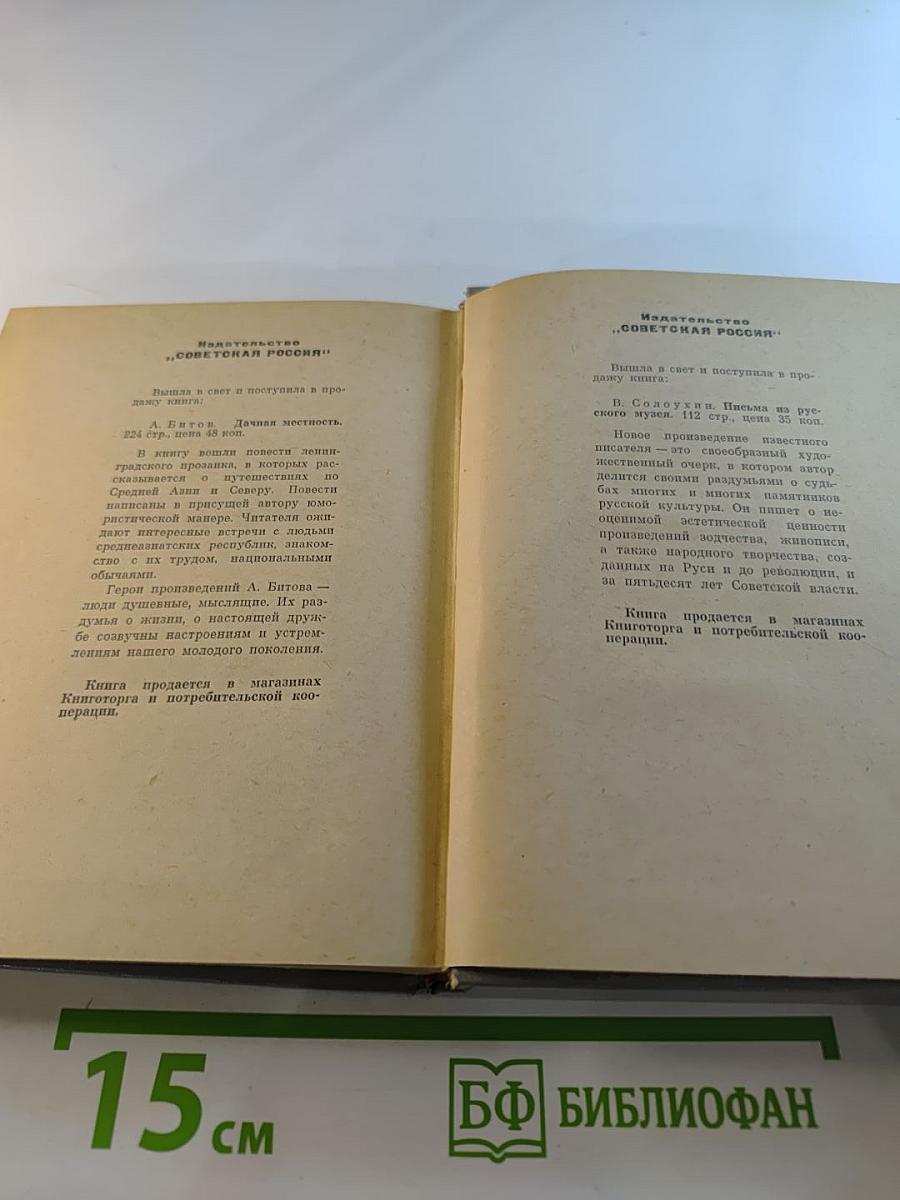 Издательство
„СОВЕТСКАЯ РОССИЯ“
Вышла в свет и поступила в про-
дажу книга:
А. Битов. Дачная местность.
224 стр., цена 48 коп.
В книгу вошли повести ленин-
градского прозаика, в которых рас-
сказывается о путешествиях по
Средней Азии и Северу. Повести
написаны в присущей автору юмо-
ристической манере. Читателя ожи-
дают интересные встречи с людьми
среднеазиатских республик, знаком-
ство с их трудом, национальными
обычаями.
Герои произведений А. Битова —
люди душевные, мыслящие. Их раз-
думья о жизни, о настоящей друж-
бе созвучны настроениям и устрем-
лениям нашего молодого поколения.
Книга продается в магазинах
Книготорга и потребительской коо-
перации.
Издательство
„СОВЕТСКАЯ РОССИЯ“
Вышла в свет и поступила в про-
дажу книга:
В. Солоухин. Письма из рус-
ского музея. 112 стр., цена 35 коп.
Новое произведение известного
писателя — это своеобразный худо-
жественный очерк, в котором автор
делится своими раздумьями о судь-
бах многих и многих памятников
русской культуры. Он пишет о не-
оценимой эстетической ценности
произведений зодчества, живописи,
а также народного творчества, соз-
данных на Руси и до революции, и
за пятьдесят лет Советской власти.
Книга продается в магазинах
Книготорга и потребительской коо-
перации.
15 см
БФ БИБЛИОФАН